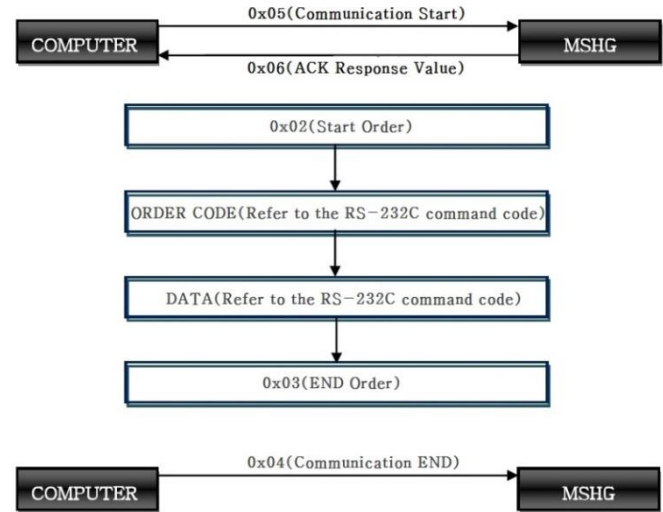 0x05(Communication Start)
COMPUTER
MSHG
0x06(ACK Response Value)
0x02(Start Order)
ORDER CODE(Refer to the RS-232C command code)
DATA(Refer to the RS-232C command code)
0x03(END Order)
0x04(Communication END)
COMPUTER
MSHG